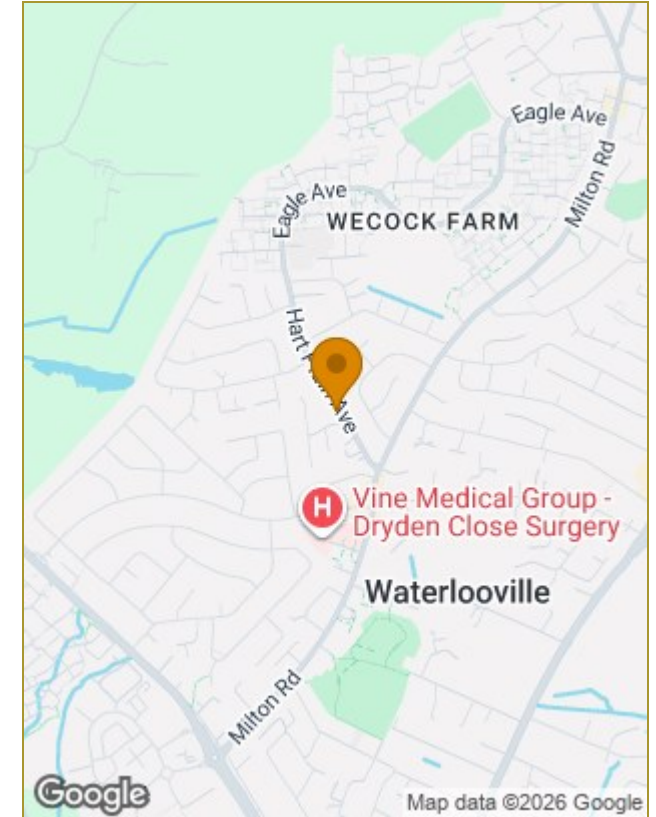 Eagle Ave
Milton Rd
Eagle Ave
WECOCK FARM
Hart Ave
H
Vine Medical Group -
Dryden Close Surgery
Waterlooville
Milton Rd
Google
Map data ©2026 Google